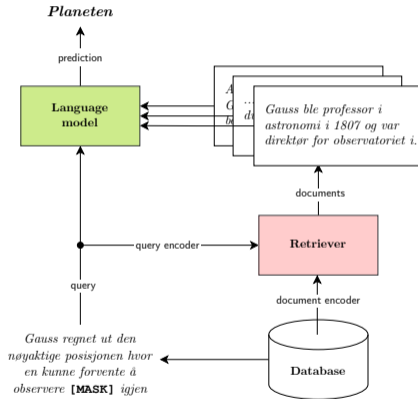 Planeten
prediction
Language
model
A
G
b
...
d
Gauss ble professor i
astronomi i 1807 og var
direktør for observatoriet i.
documents
query encoder
Retriever
query
document encoder
Gauss regnet ut den
nøyaktige posisjonen hvor
en kunne forvente å
observere [MASK] igjen
Database